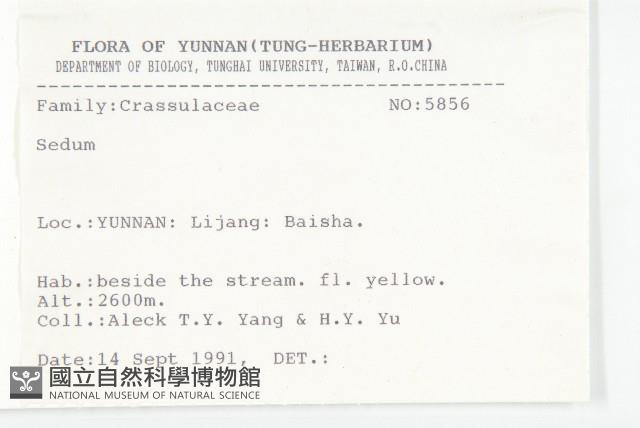 FLORA OF YUNNAN(TUNG-HERBARIUM)
DEPARTMENT OF BIOLOGY, TUNGHAI UNIVERSITY, TAIWAN, R.O.CHINA
Family:Crassulaceae NO:5856
Sedum
Loc.:YUNNAN: Lijang: Baisha.
Hab.:beside the stream. fl. yellow.
Alt.:2600m.
Coll.:Aleck T.Y. Yang & H.Y. Yu
Date:14 Sept 1991, DET.:
國立自然科學博物館
NATIONAL MUSEUM OF NATURAL SCIENCE